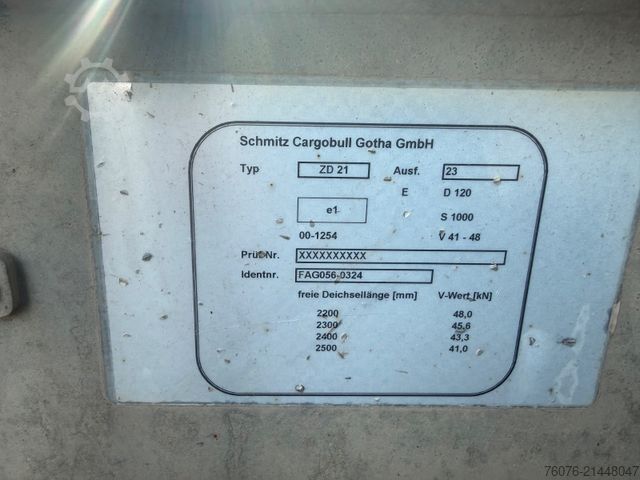 Schmitz Cargobull Gotha GmbH
Typ ZD 21 Ausf. 23
E D 120
e1 S 1000
00-1254 V 41 - 48
Prüf Nr. XXXXXXXXXX
Identnr. FAG056-0324
freie Deichsellänge [mm] V-Wert [kN]
2200 48,0
2300 45,6
2400 43,3
2500 41,0
76076-21448047